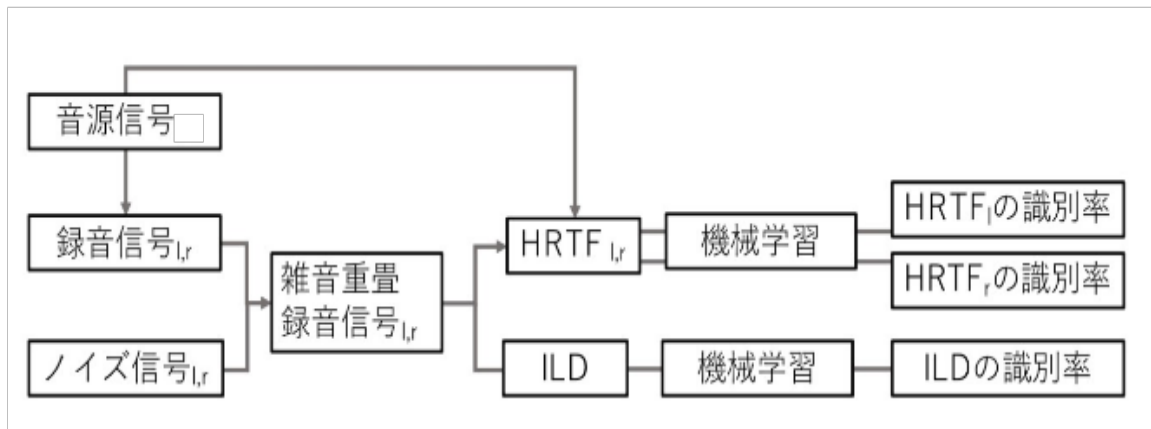 音源信号
録音信号l,r
ノイズ信号l,r
雑音重畳
録音信号l,r
HRTF l,r
ILD
機械学習
機械学習
HRTFlの識別率
HRTFrの識別率
ILDの識別率